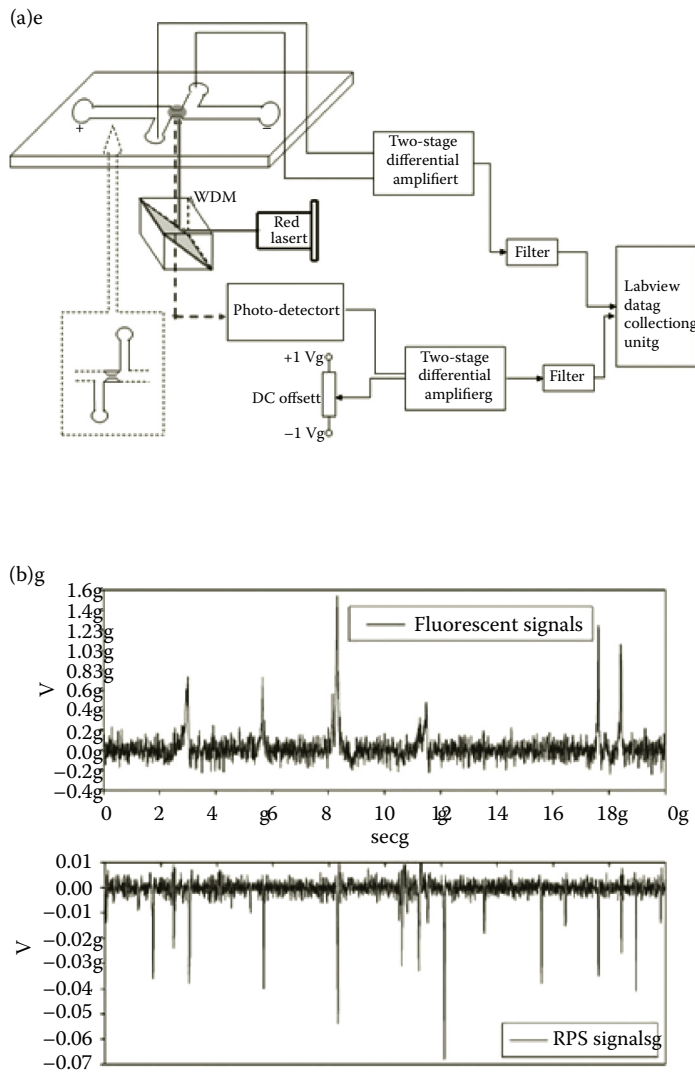 (a)e
+
−
Two-stage
differential
amplifiert
WDM
Red
lasert
Filter
Labview
datag
collectiong
unitg
Photo-detectort
+1 Vg
DC offsett
−1 Vg
Two-stage
differential
amplifierg
Filter
(b)g
V
1.6g
1.4g
1.23g
1.03g
0.83g
0.6g
0.4g
0.2g
0.0g
−0.2g
−0.4g
Fluorescent signals
0 2 4 6 8 10 12 14 16 18g 0g
secg
V
0.01
0.00
−0.01
−0.02g
−0.03g
−0.04
−0.05
−0.06
−0.07
RPS signalsg